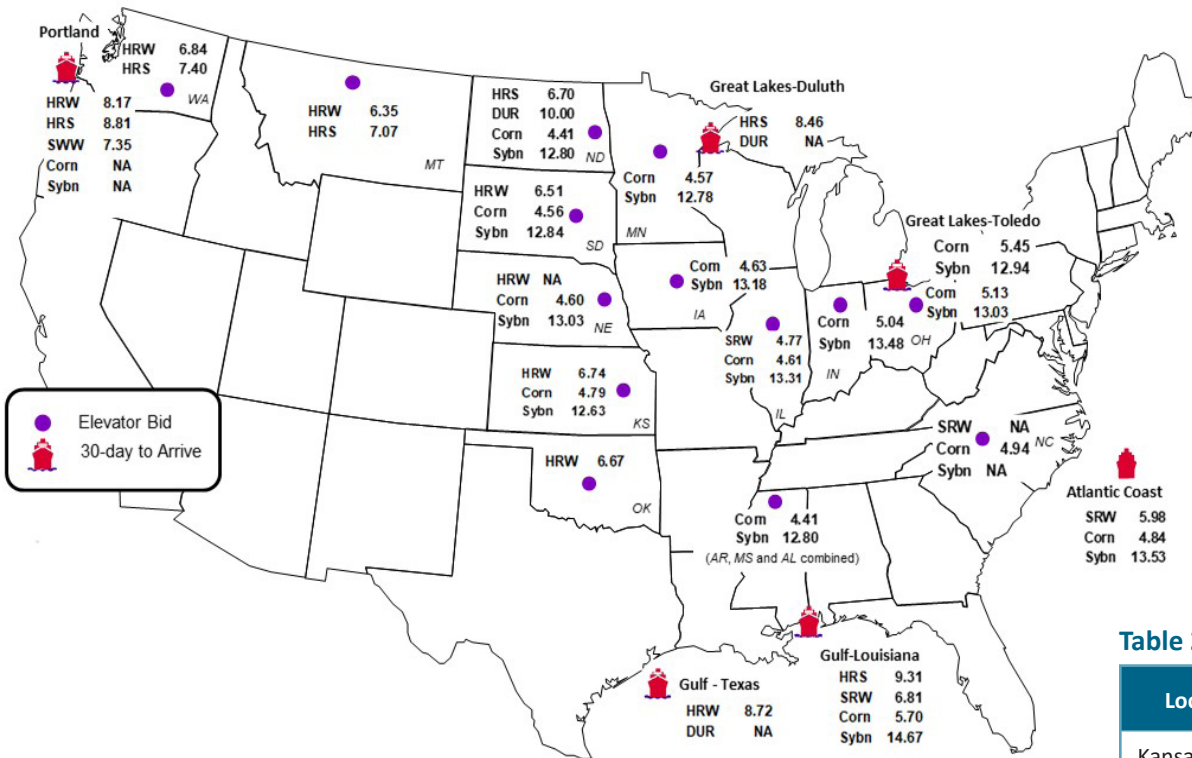 Portland
HRW 6.84
HRS 7.40
WA
HRW 8.17
HRS 8.81
SWW 7.35
Corn NA
Sybn NA
HRW 6.35
HRS 7.07
MT
HRS 6.70
DUR 10.00
Corn 4.41
Sybn 12.80
ND
Great Lakes-Duluth
HRS 8.46
DUR NA
Corn 4.57
Sybn 12.78
MN
HRW 6.51
Corn 4.56
Sybn 12.84
SD
Great Lakes-Toledo
Corn 5.45
Sybn 12.94
Corn 5.13
Sybn 13.03
OH
HRW NA
Corn 4.60
Sybn 13.03
NE
Corn 4.63
Sybn 13.18
IA
SRW 4.77
Corn 4.61
Sybn 13.31
IL
Corn 5.04
Sybn 13.48
IN
HRW 6.74
Corn 4.79
Sybn 12.63
KS
Elevator Bid
30-day to Arrive
HRW 6.67
OK
SRW NA
Corn 4.94
Sybn NA
NC
Corn 4.41
Sybn 12.80
(AR, MS and AL combined)
Atlantic Coast
SRW 5.98
Corn 4.84
Sybn 13.53
Gulf - Texas
HRW 8.72
DUR NA
Gulf-Louisiana
HRS 9.31
SRW 6.81
Corn 5.70
Sybn 14.67
Table
Loc
Kansa